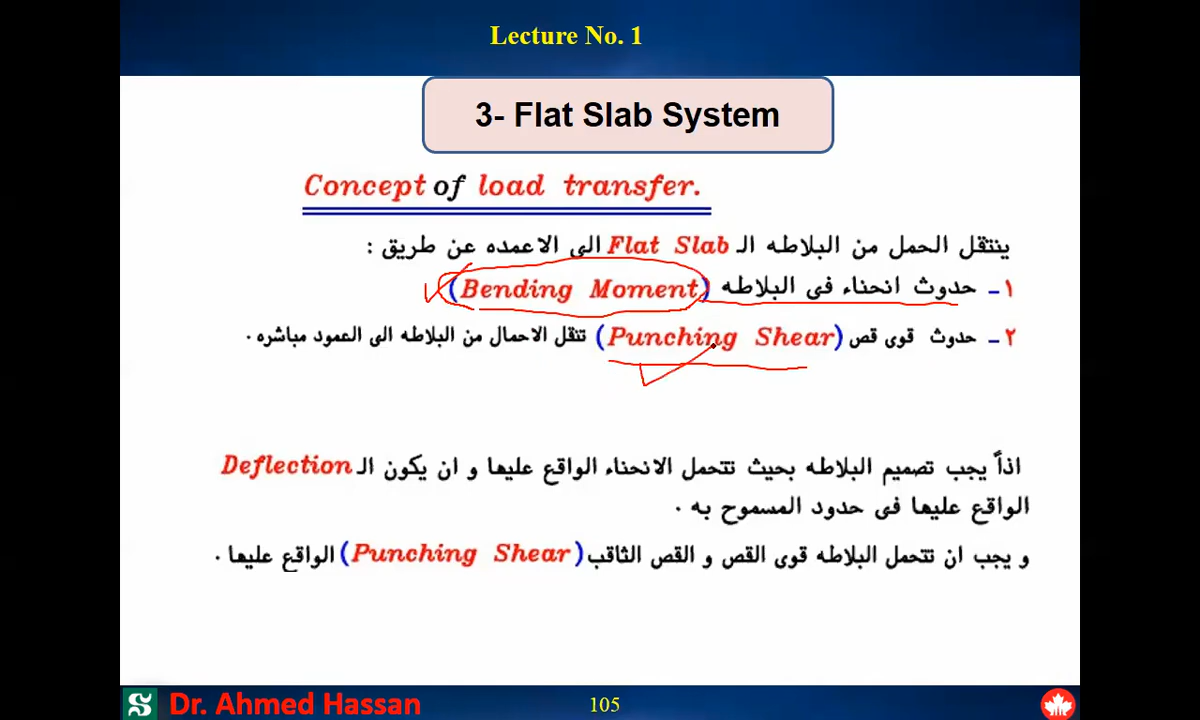 Lecture No. 1
3- Flat Slab System
Concept of load transfer.
ينتقل الحمل من البلاطه الـ Flat Slab الى الاعمده عن طريق :
١ - حدوث انحناء فى البلاطه (Bending Moment)
٢ - حدوث قوى قص (Punching Shear) تنقل الاحمال من البلاطه الى العمود مباشره .
اذاً يجب تصميم البلاطه بحيث تتحمل الانحناء الواقع عليها و ان يكون الـ Deflection
الواقع عليها فى حدود المسموح به .
و يجب ان تتحمل البلاطه قوى القص و القص الثاقب (Punching Shear) الواقع عليها .
Dr. Ahmed Hassan
105